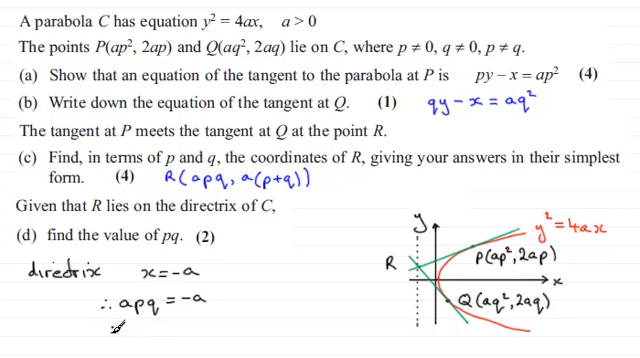 A parabola C has equation y² = 4ax, a > 0
The points P(ap², 2ap) and Q(aq², 2aq) lie on C, where p ≠ 0, q ≠ 0, p ≠ q.
(a) Show that an equation of the tangent to the parabola at P is py − x = ap² (4)
(b) Write down the equation of the tangent at Q. (1) qy − x = aq²
The tangent at P meets the tangent at Q at the point R.
(c) Find, in terms of p and q, the coordinates of R, giving your answers in their simplest
form. (4) R(apq, a(p+q))
Given that R lies on the directrix of C,
(d) find the value of pq. (2)
directrix x = −a
∴ apq = −a
∴
y
y² = 4ax
P(ap², 2ap)
R
x
Q(aq², 2aq)